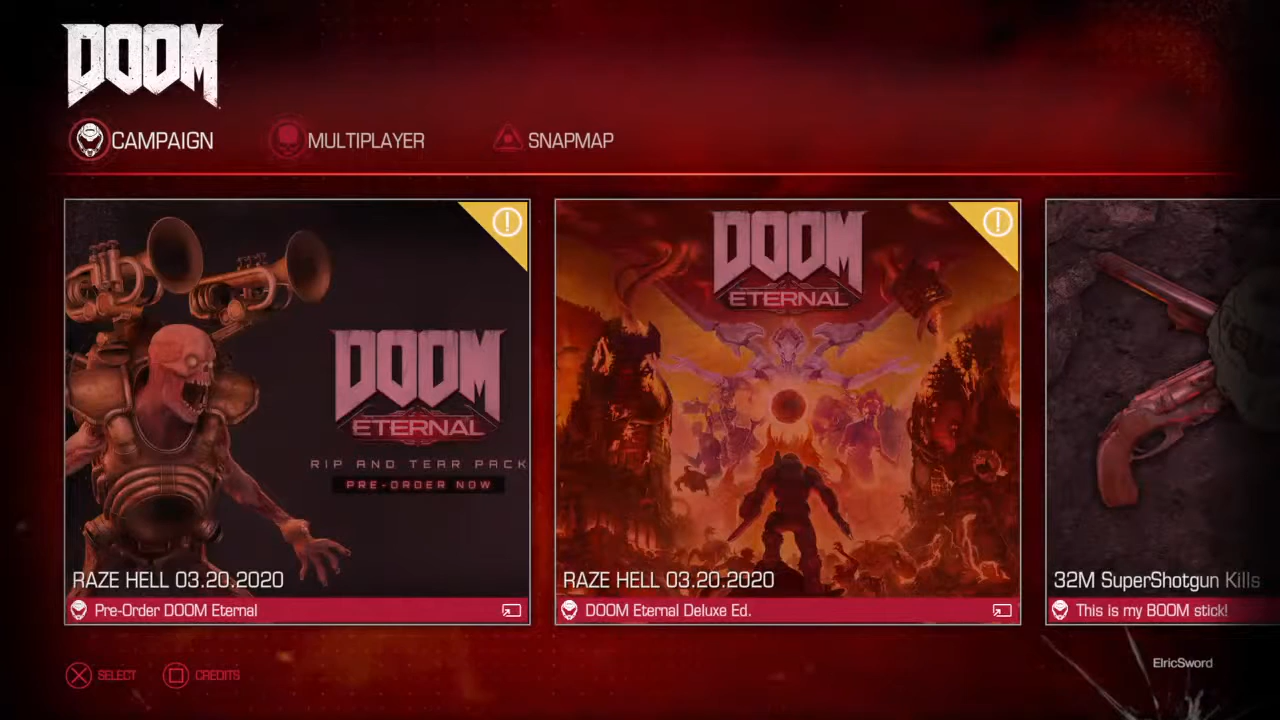 DOOM
CAMPAIGN
MULTIPLAYER
SNAPMAP
DOOM
ETERNAL
RIP AND TEAR PACK
PRE-ORDER NOW
RAZE HELL 03.20.2020
Pre-Order DOOM Eternal
DOOM
ETERNAL
RAZE HELL 03.20.2020
DOOM Eternal Deluxe Ed.
32M SuperShotgun Kills
This is my BOOM stick!
SELECT
CREDITS
ElricSword